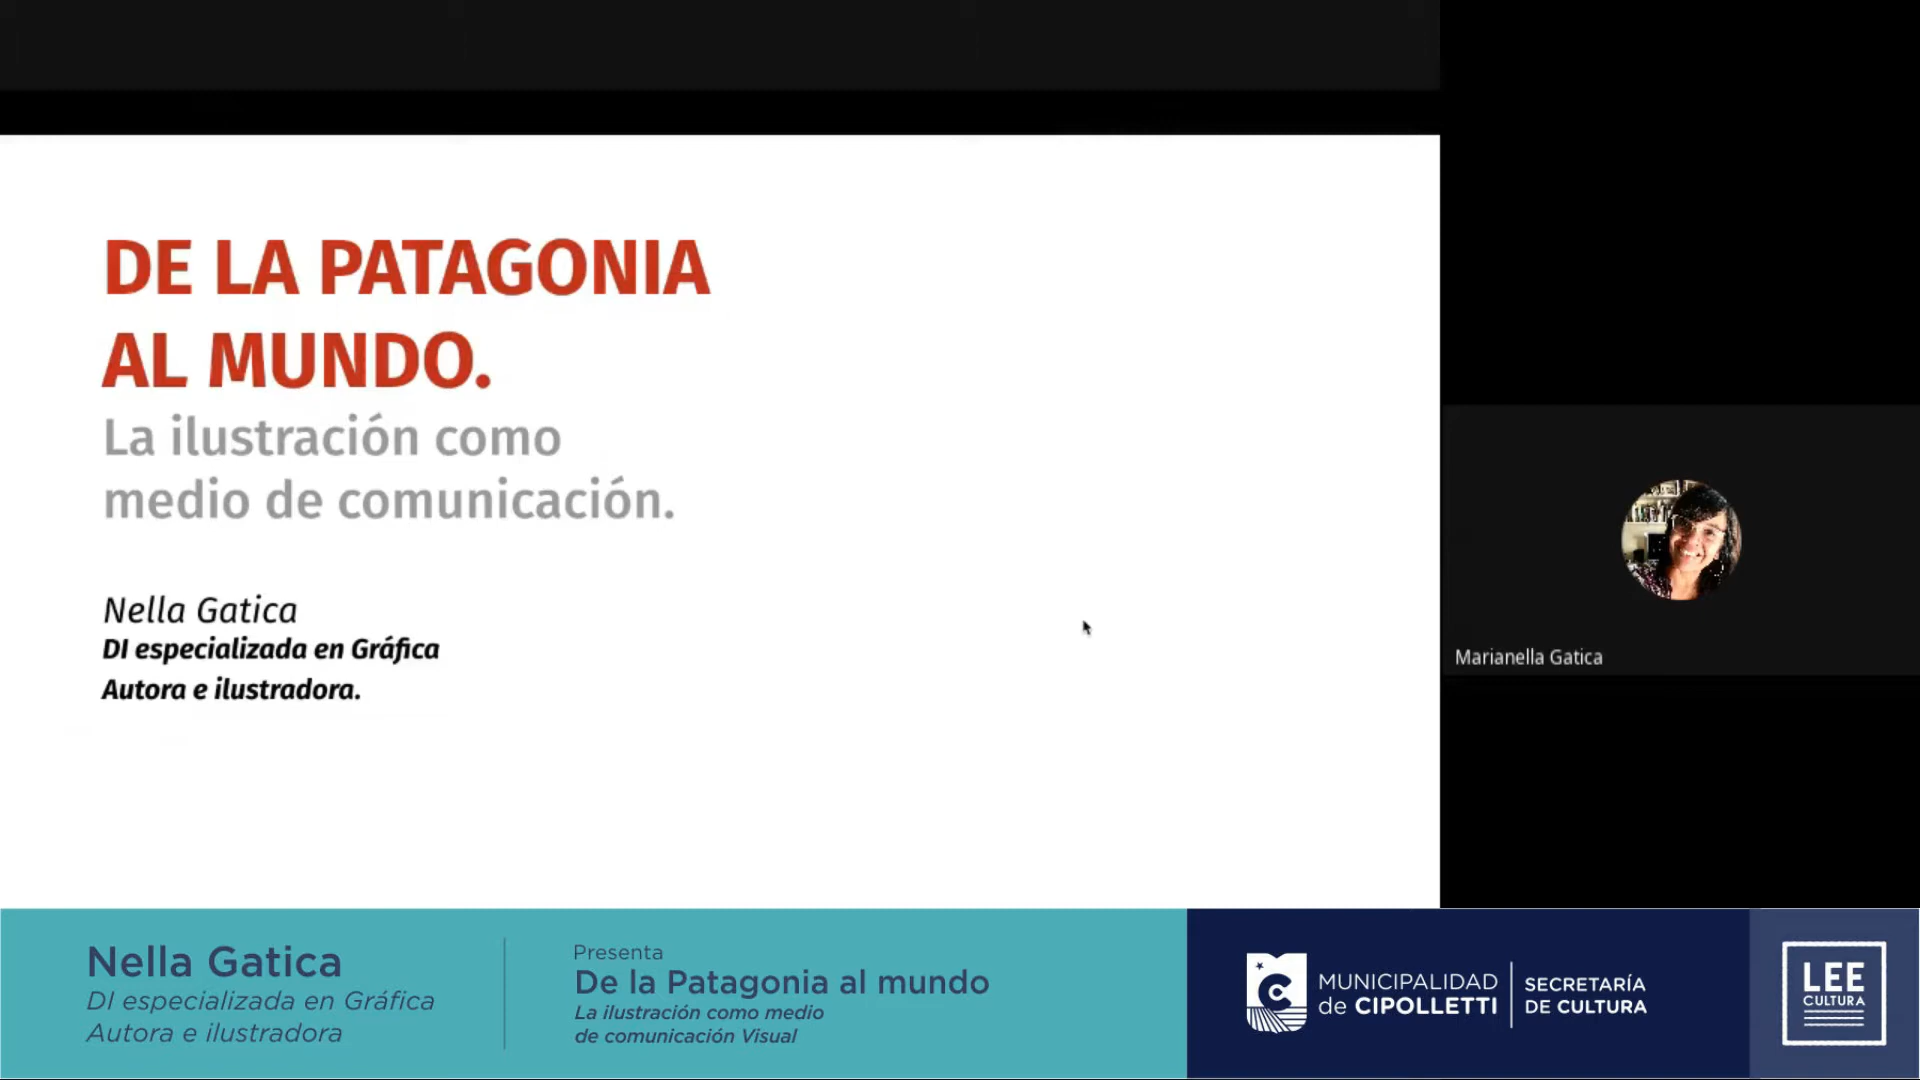 DE LA PATAGONIA
AL MUNDO.
La ilustración como
medio de comunicación.
Nella Gatica
DI especializada en Gráfica
Autora e ilustradora.
Marianella Gatica
Nella Gatica
DI especializada en Gráfica
Autora e ilustradora
Presenta
De la Patagonia al mundo
La ilustración como medio
de comunicación Visual
MUNICIPALIDAD
de CIPOLLETTI
SECRETARÍA
DE CULTURA
LEE
CULTURA